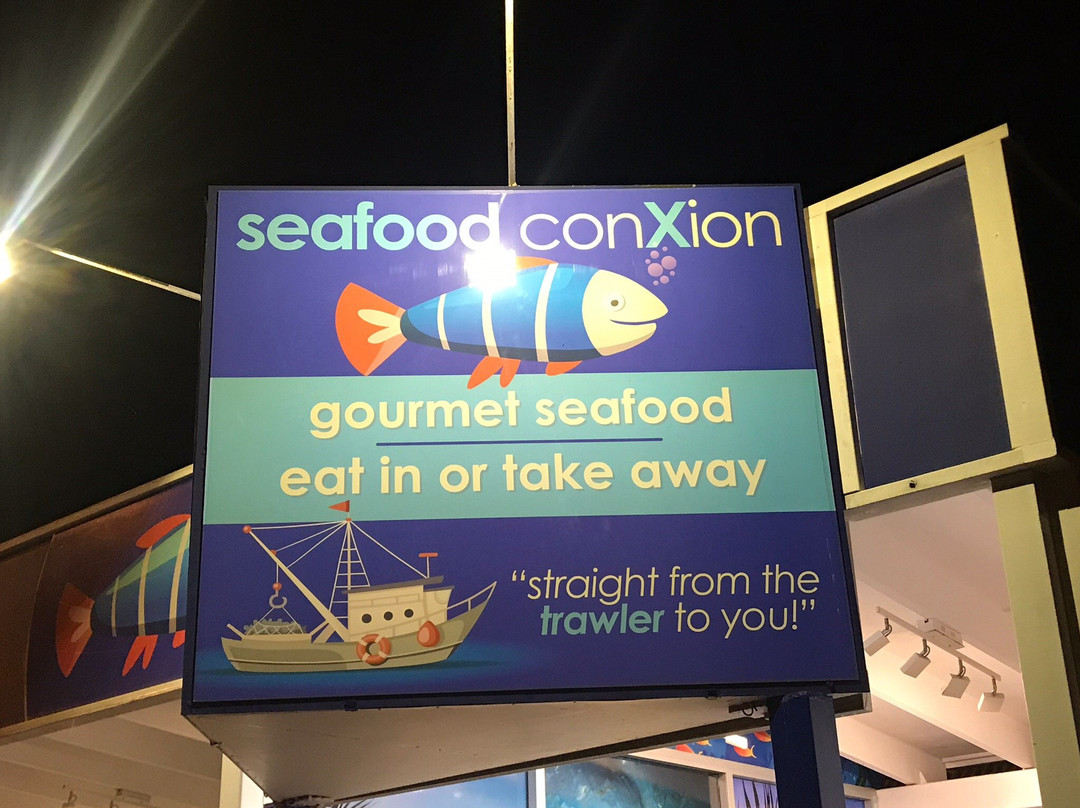 seafood conXion
gourmet seafood
eat in or take away
“straight from the
trawler to you!”